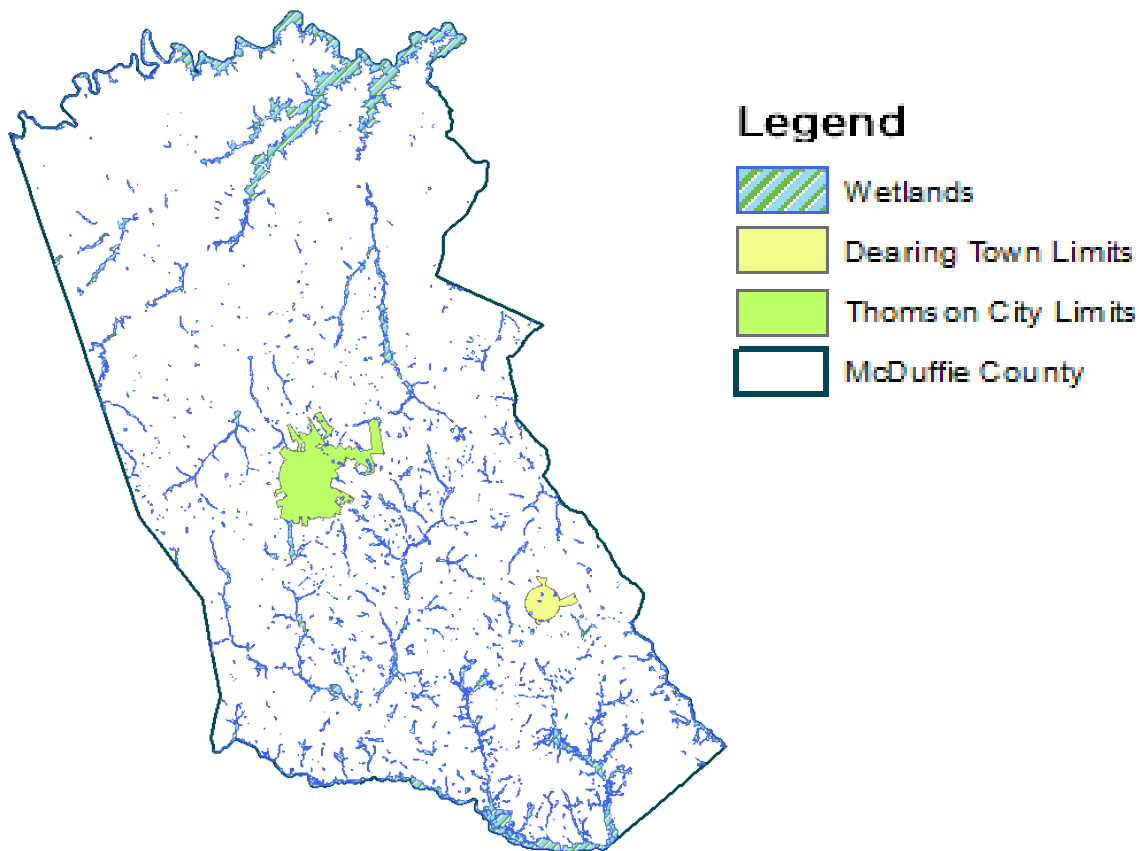 Legend
Wetlands
Dearing Town Limits
Thomson City Limits
McDuffie County